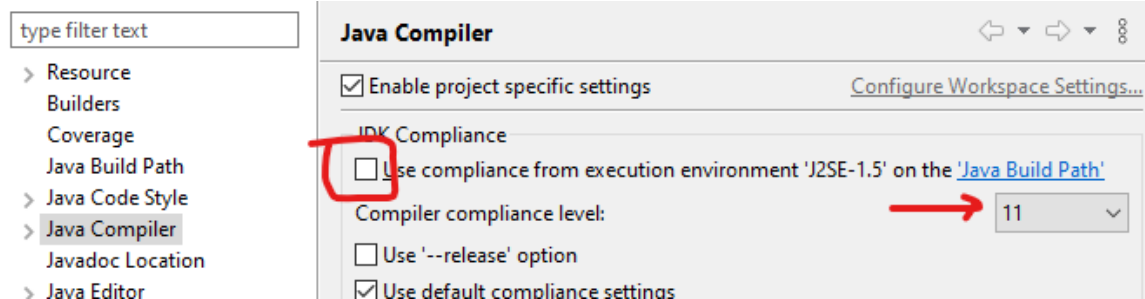 type filter text
Resource
Builders
Coverage
Java Build Path
Java Code Style
Java Compiler
Javadoc Location
Java Editor
Java Compiler
Enable project specific settings
Configure Workspace Settings...
JDK Compliance
Use compliance from execution environment 'J2SE-1.5' on the 'Java Build Path'
Compiler compliance level:
11
Use '--release' option
Use default compliance settings